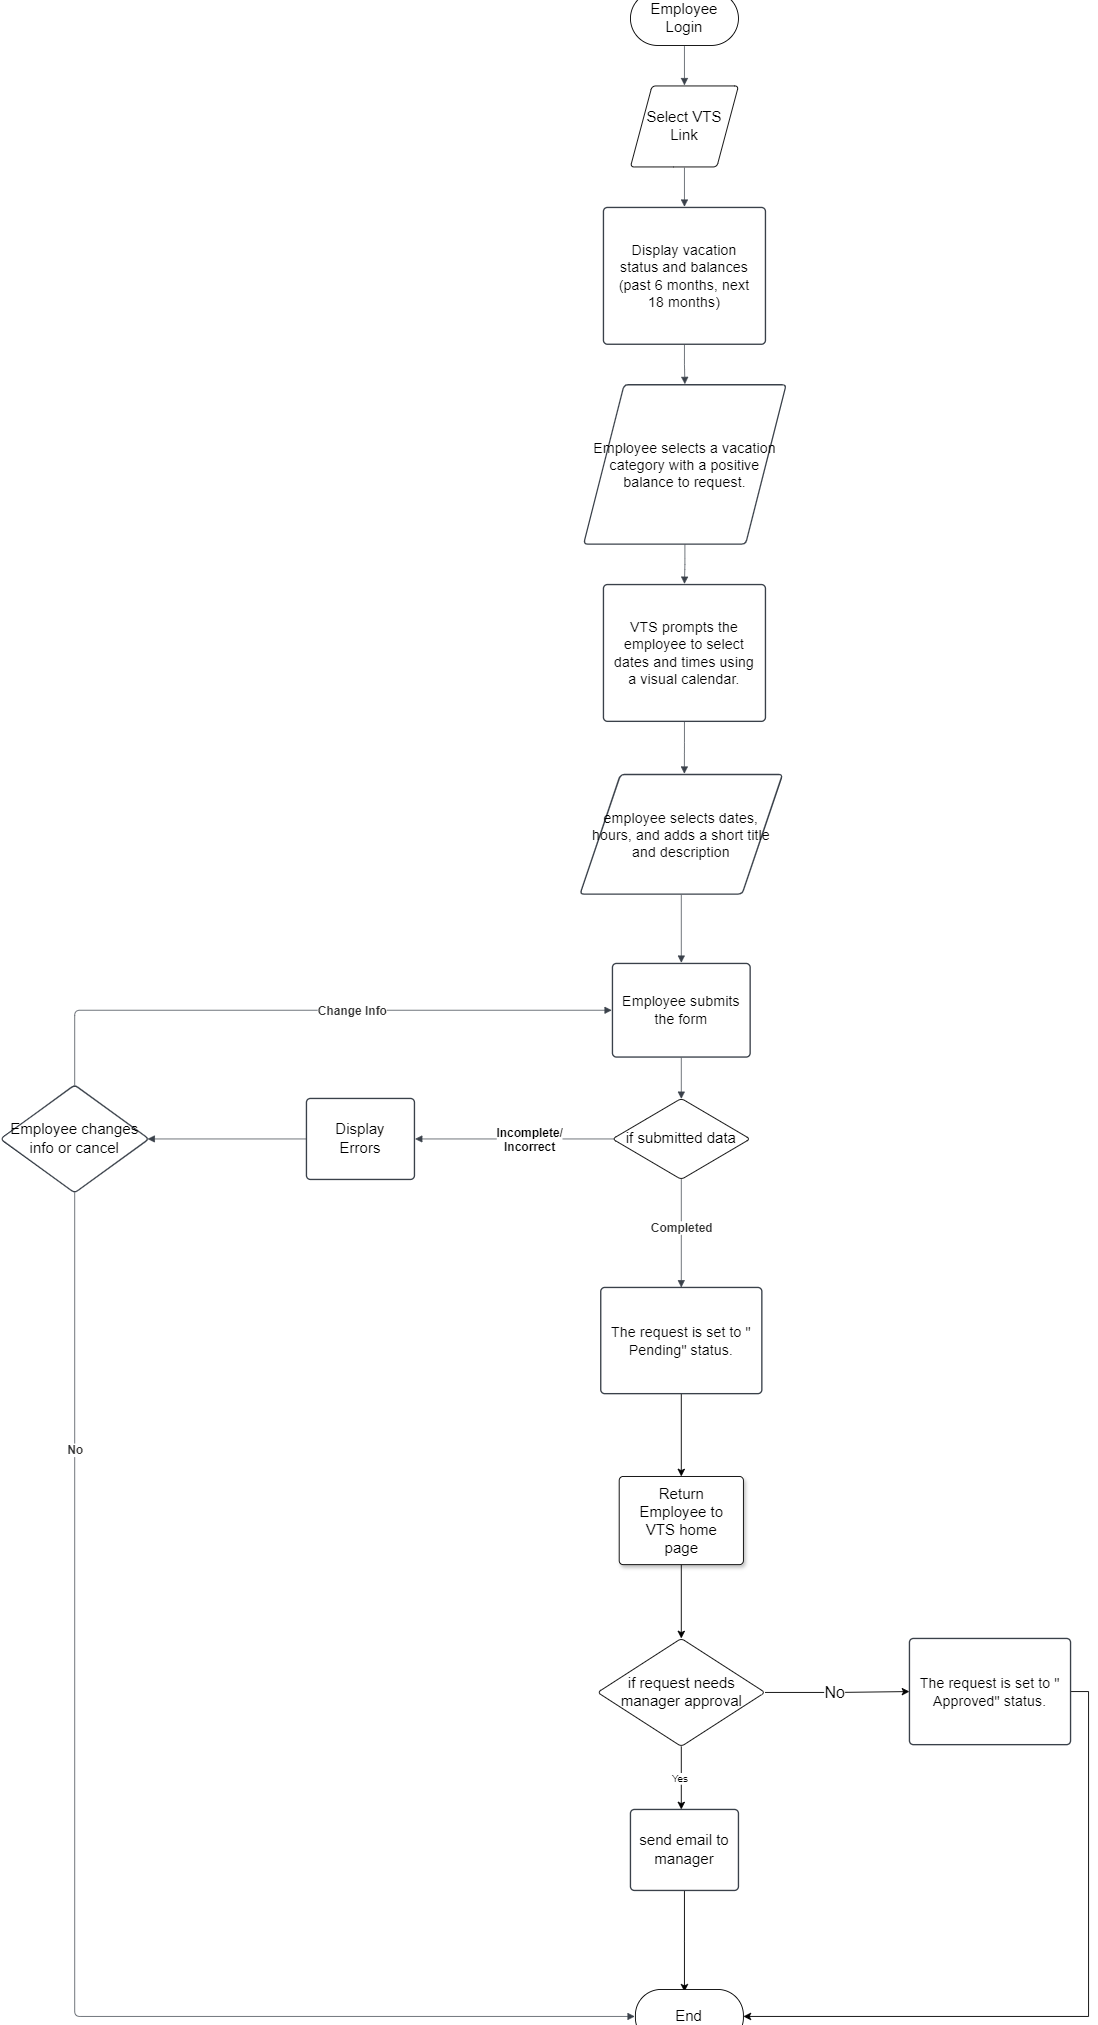 Employee
Login
Select VTS
Link
Display vacation
status and balances
(past 6 months, next
18 months)
Employee selects a vacation
category with a positive
balance to request.
VTS prompts the
employee to select
dates and times using
a visual calendar.
employee selects dates,
hours, and adds a short title
and description
Employee submits
the form
Change Info
Employee changes
info or cancel
Display
Errors
Incomplete/
Incorrect
if submitted data
Completed
The request is set to "
Pending" status.
No
Return
Employee to
VTS home
page
if request needs
manager approval
No
The request is set to "
Approved" status.
Yes
send email to
manager
End